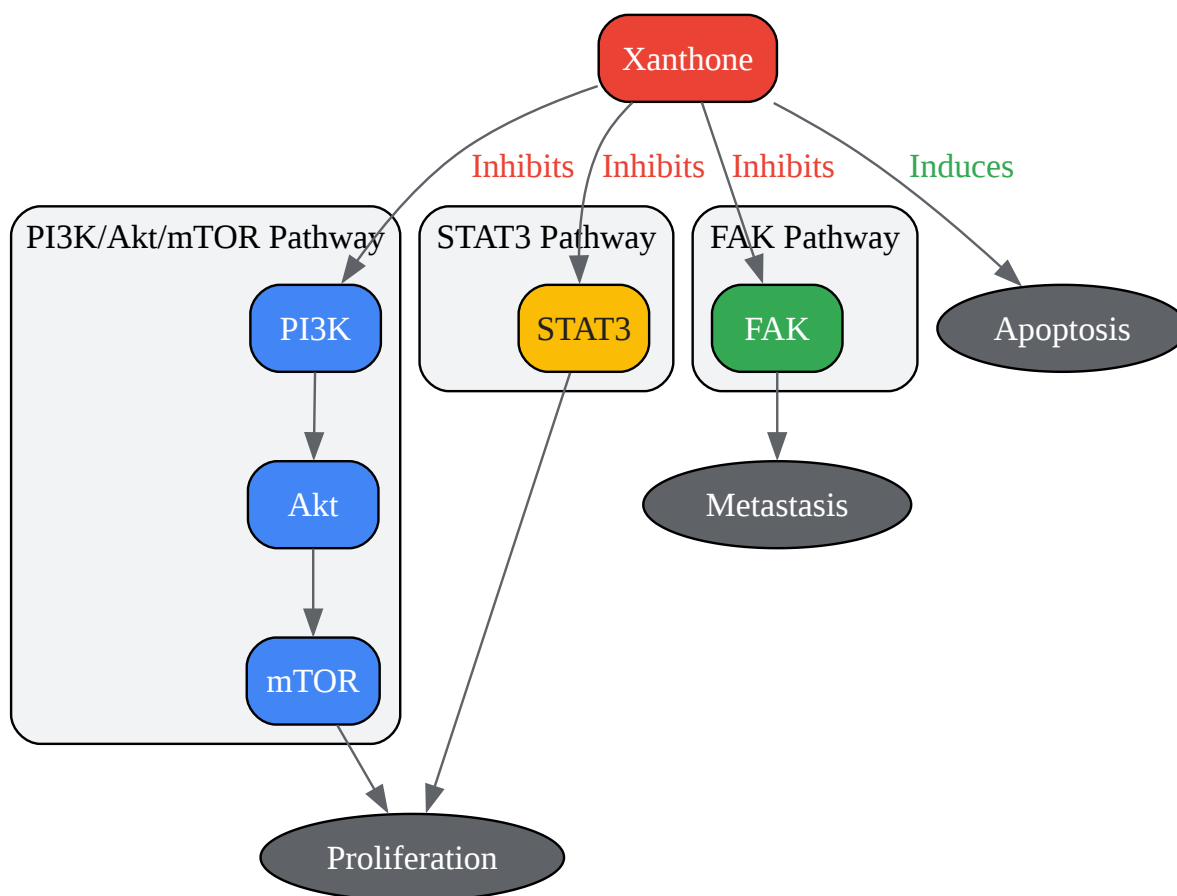 Xanthone
Inhibits
Inhibits
Inhibits
Induces
PI3K/Akt/mTOR Pathway
STAT3 Pathway
FAK Pathway
PI3K
STAT3
FAK
Apoptosis
Akt
Metastasis
mTOR
Proliferation